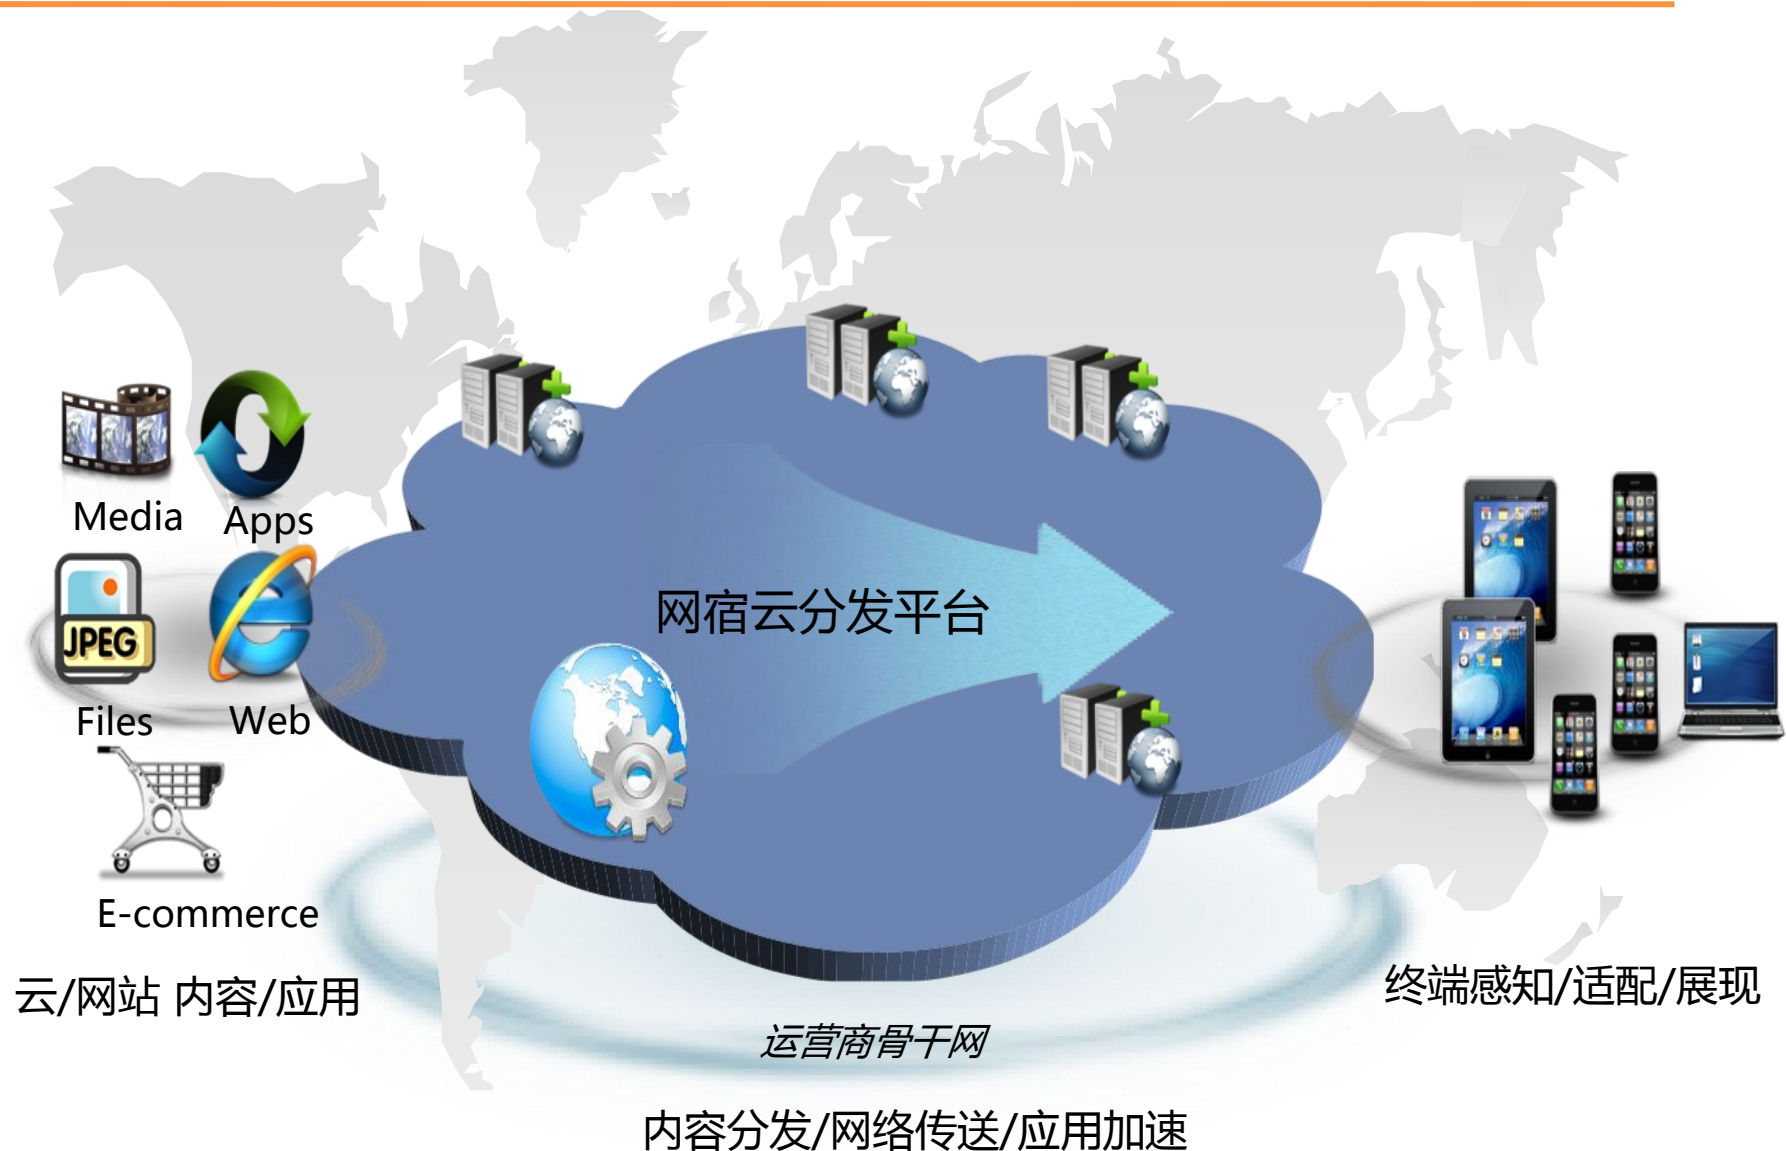 Media
Apps
网宿云分发平台
JPEG
Files
Web
E-commerce
云/网站 内容/应用
终端感知/适配/展现
运营商骨干网
内容分发/网络传送/应用加速